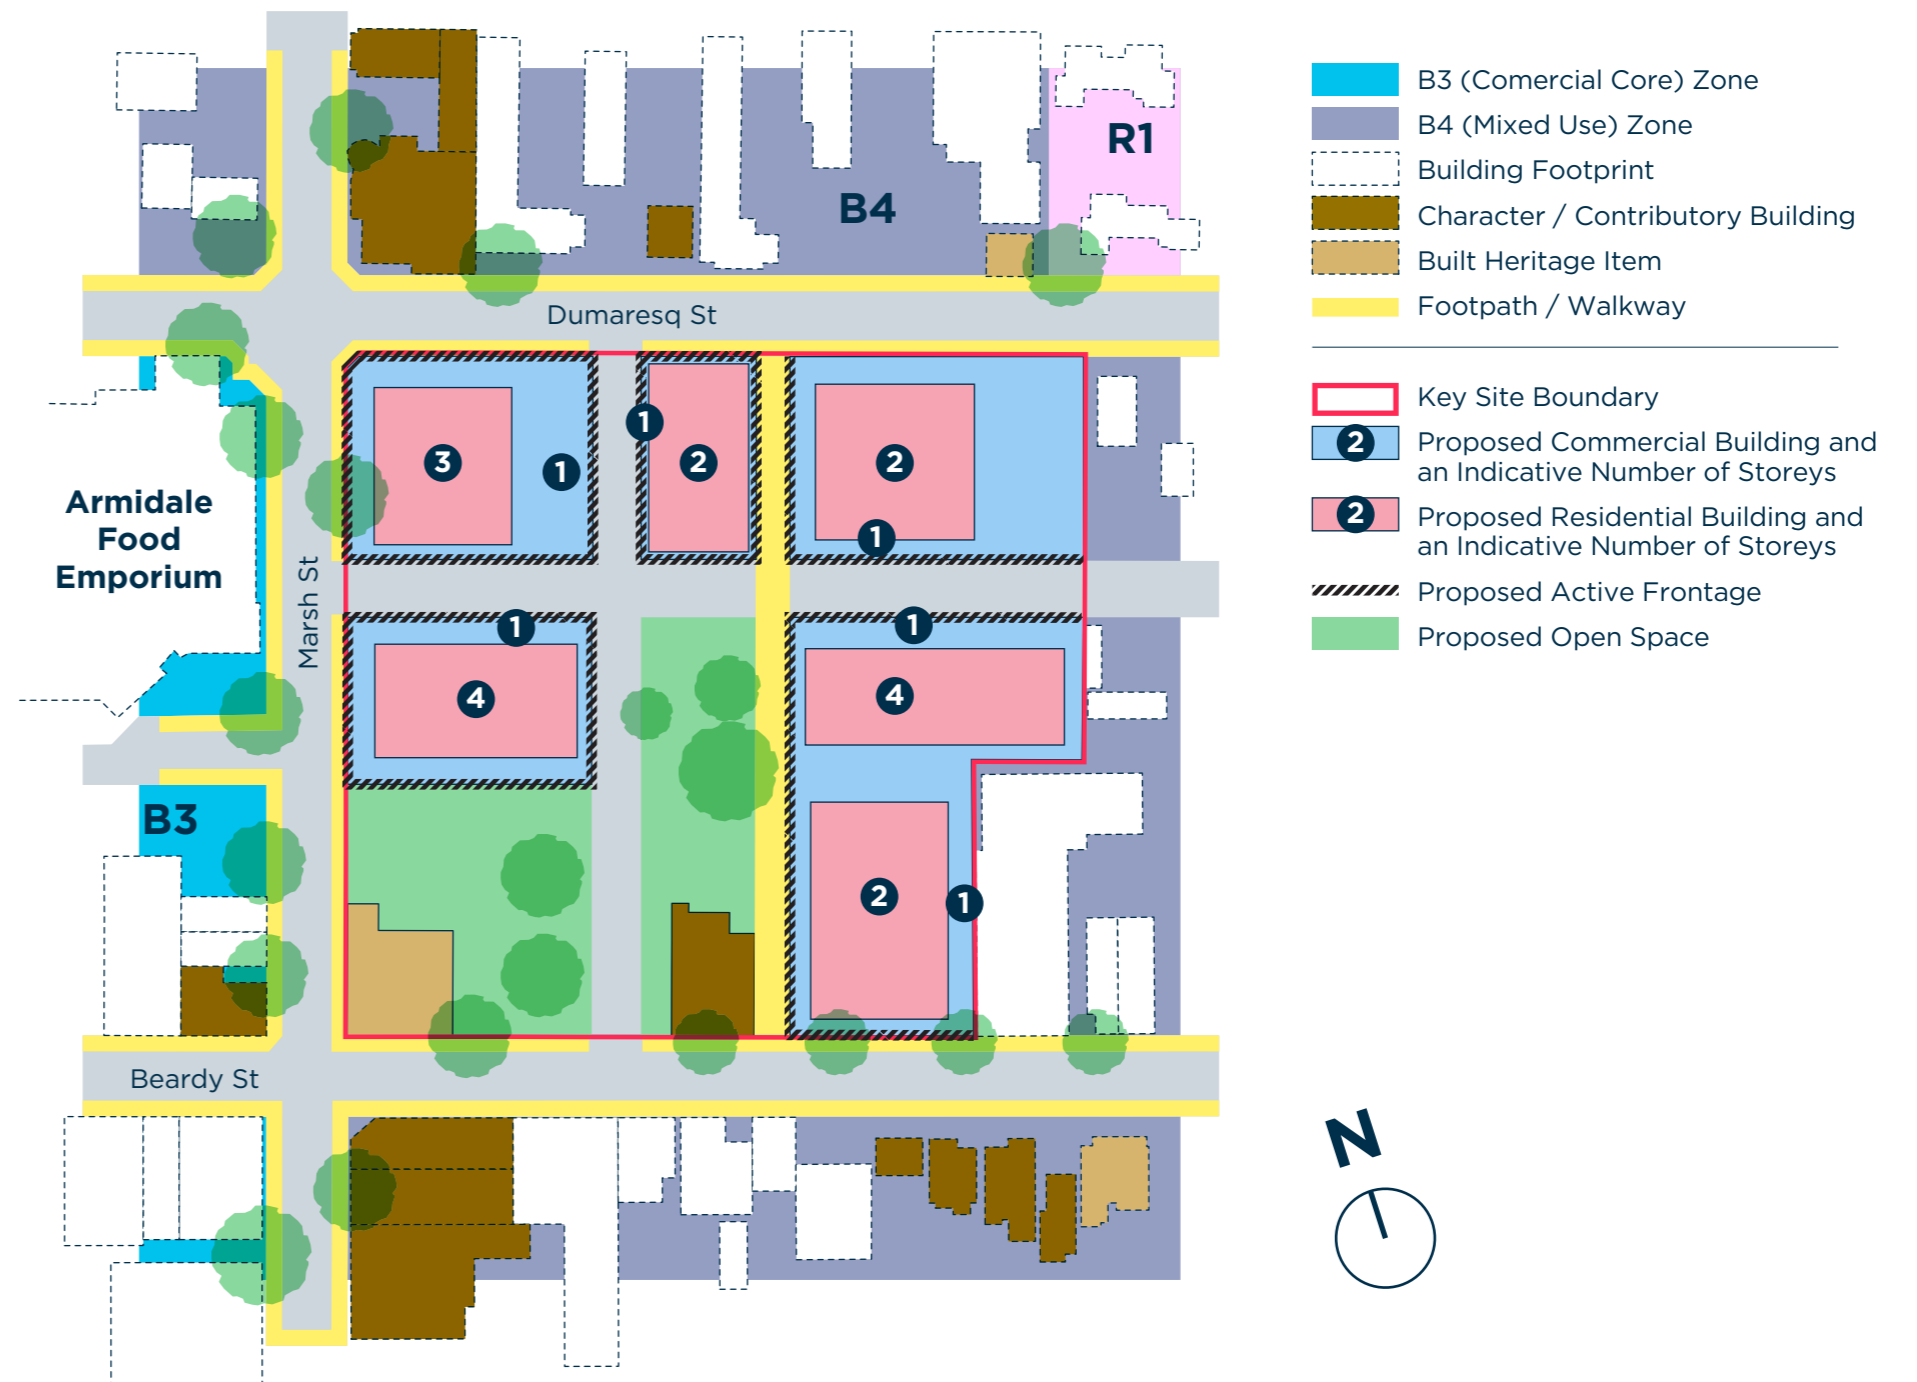 R1
B4
Dumaresq St
1
2
2
3
1
1
Armidale
Food
Emporium
Marsh St
1
1
4
4
B3
2
1
Beardy St
B3 (Comercial Core) Zone
B4 (Mixed Use) Zone
Building Footprint
Character / Contributory Building
Built Heritage Item
Footpath / Walkway
Key Site Boundary
2
Proposed Commercial Building and
an Indicative Number of Storeys
2
Proposed Residential Building and
an Indicative Number of Storeys
Proposed Active Frontage
Proposed Open Space
N